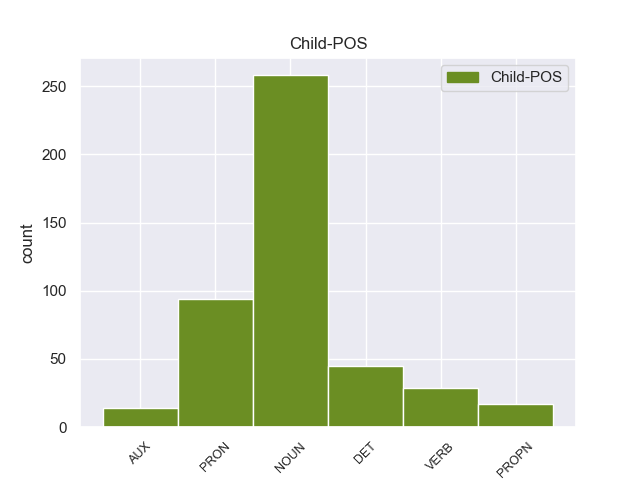 Child-POS
Child-POS
250
200
150
100
50
0
count
AUX
PRON
NOUN
DET
VERB
PROPN